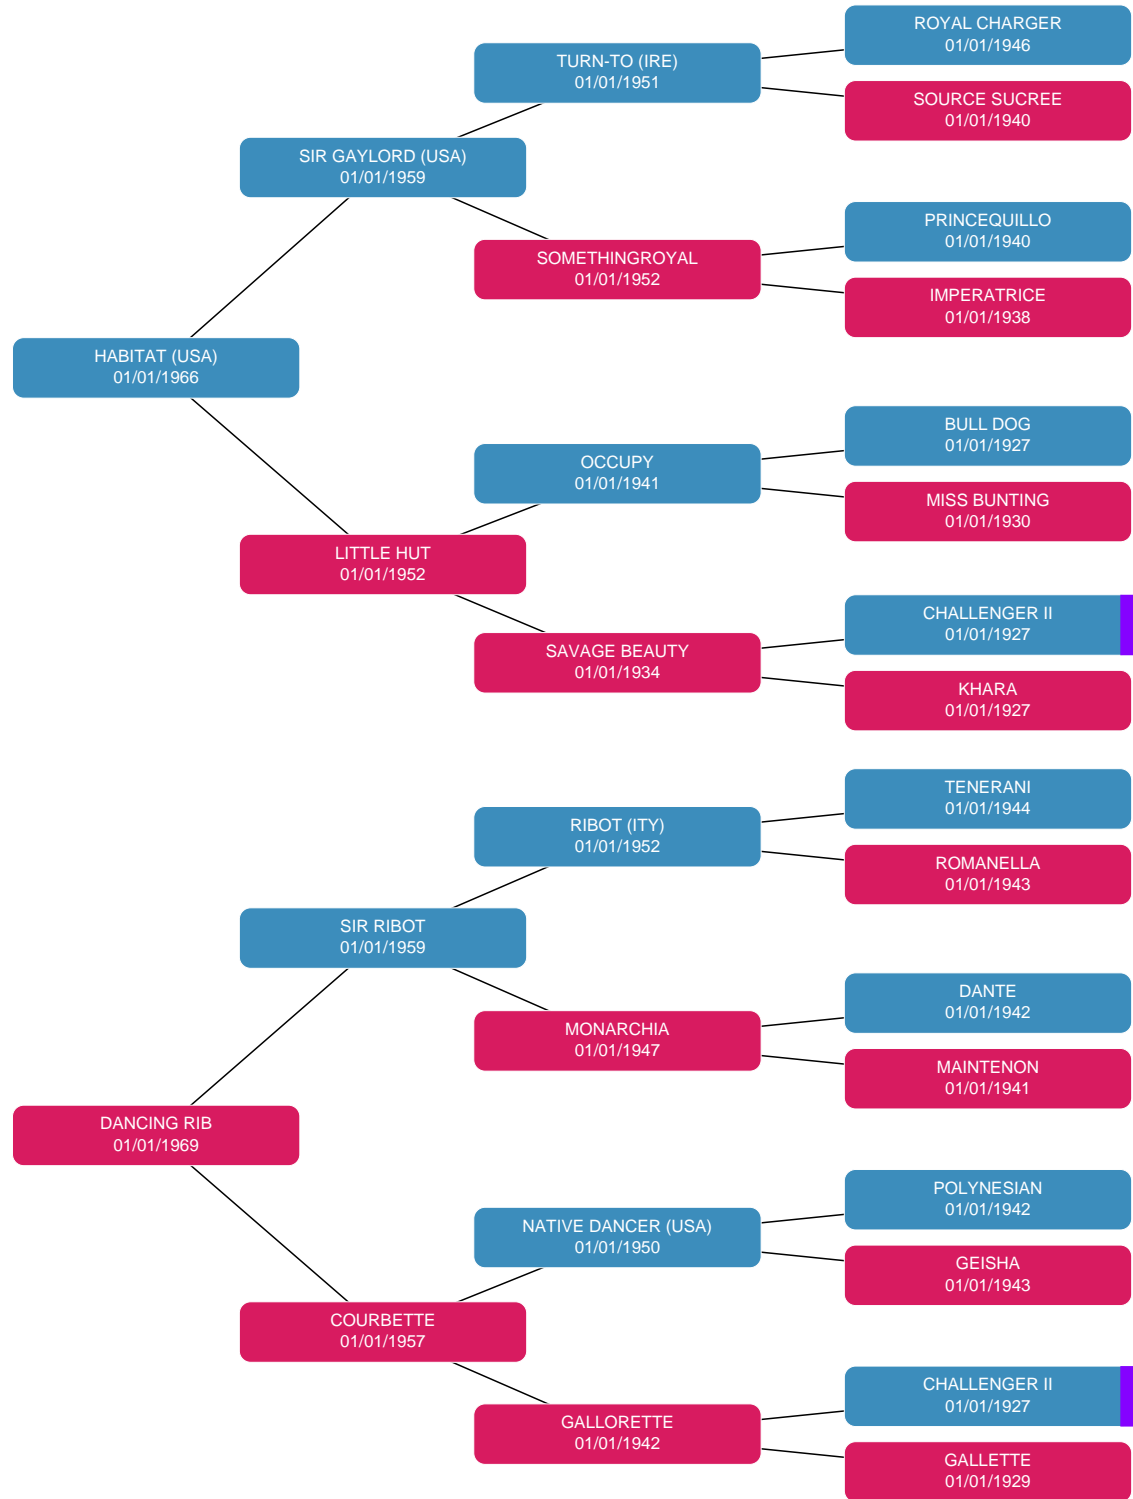 ROYAL CHARGER
01/01/1946
TURN-TO (IRE)
01/01/1951
SOURCE SUCREE
01/01/1940
SIR GAYLORD (USA)
01/01/1959
PRINCEQUILLO
01/01/1940
SOMETHINGROYAL
01/01/1952
IMPERATRICE
01/01/1938
HABITAT (USA)
01/01/1966
BULL DOG
01/01/1927
OCCUPY
01/01/1941
MISS BUNTING
01/01/1930
LITTLE HUT
01/01/1952
CHALLENGER II
01/01/1927
SAVAGE BEAUTY
01/01/1934
KHARA
01/01/1927
TENERANI
01/01/1944
RIBOT (ITY)
01/01/1952
ROMANELLA
01/01/1943
SIR RIBOT
01/01/1959
DANTE
01/01/1942
MONARCHIA
01/01/1947
MAINTENON
01/01/1941
DANCING RIB
01/01/1969
POLYNESIAN
01/01/1942
NATIVE DANCER (USA)
01/01/1950
GEISHA
01/01/1943
COURBETTE
01/01/1957
CHALLENGER II
01/01/1927
GALLORETTE
01/01/1942
GALLETTE
01/01/1929